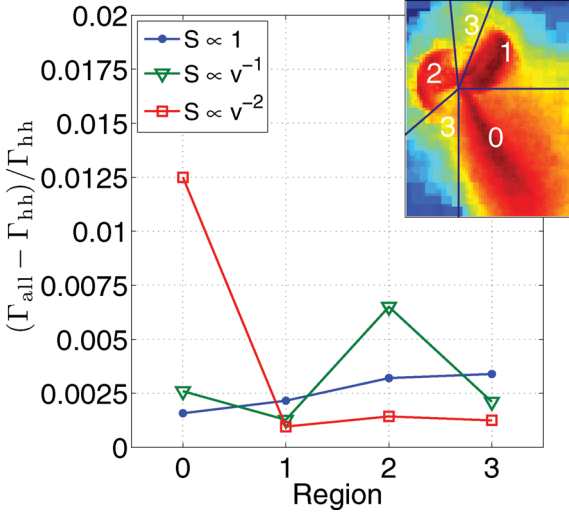 0.02
0.0175
0.015
0.0125
0.01
0.0075
0.005
0.0025
0
(Γall − Γhh)/Γhh
S ∝ 1
S ∝ v⁻¹
S ∝ v⁻²
3
1
2
3
0
0 1 2 3
Region